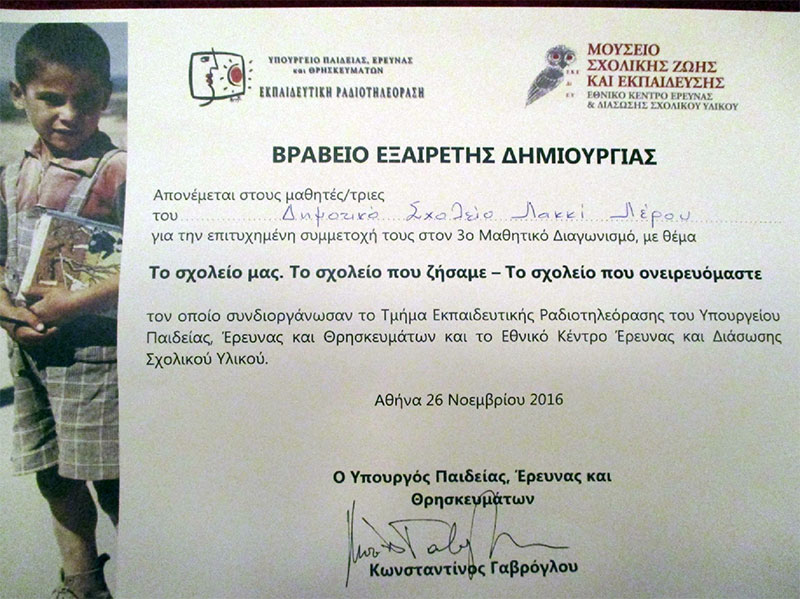 ΥΠΟΥΡΓΕΙΟ ΠΑΙΔΕΙΑΣ, ΕΡΕΥΝΑΣ
και ΘΡΗΣΚΕΥΜΑΤΩΝ
ΕΚΠΑΙΔΕΥΤΙΚΗ ΡΑΔΙΟΤΗΛΕΟΡΑΣΗ
ΜΟΥΣΕΙΟ
ΣΧΟΛΙΚΗΣ ΖΩΗΣ
ΚΑΙ ΕΚΠΑΙΔΕΥΣΗΣ
ΕΘΝΙΚΟ ΚΕΝΤΡΟ ΕΡΕΥΝΑΣ
& ΔΙΑΣΩΣΗΣ ΣΧΟΛΙΚΟΥ ΥΛΙΚΟΥ
ΒΡΑΒΕΙΟ ΕΞΑΙΡΕΤΗΣ ΔΗΜΙΟΥΡΓΙΑΣ
Απονέμεται στους μαθητές/τριες
του Δημοτικό Σχολείο Λακκί Λέρου
για την επιτυχημένη συμμετοχή τους στον 3ο Μαθητικό Διαγωνισμό, με θέμα
Το σχολείο μας. Το σχολείο που ζήσαμε – Το σχολείο που ονειρευόμαστε
τον οποίο συνδιοργάνωσαν το Τμήμα Εκπαιδευτικής Ραδιοτηλεόρασης του Υπουργείου
Παιδείας, Έρευνας και Θρησκευμάτων και το Εθνικό Κέντρο Έρευνας και Διάσωσης
Σχολικού Υλικού.
Αθήνα 26 Νοεμβρίου 2016
Ο Υπουργός Παιδείας, Έρευνας και
Θρησκευμάτων
Κωνσταντίνος Γαβρόγλου